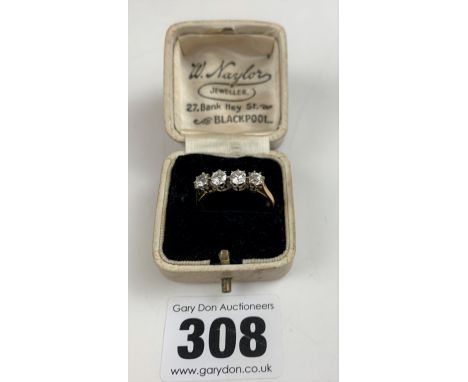 W. Naylor
JEWELLER.
27, Bank Hey St.
BLACKPOOL
Gary Don Auctioneers
308
www.garydon.co.uk